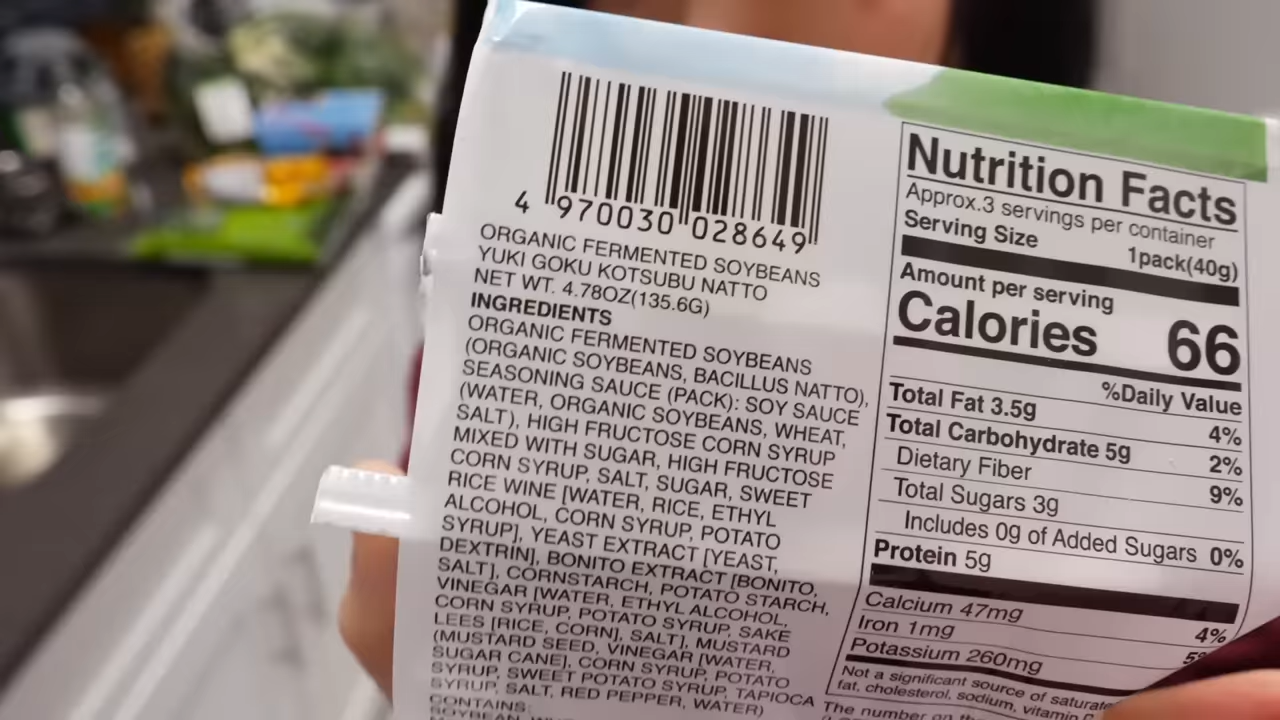 4 970030 028649
ORGANIC FERMENTED SOYBEANS
YUKI GOKU KOTSUBU NATTO
NET WT. 4.78OZ(135.6G)
INGREDIENTS
ORGANIC FERMENTED SOYBEANS
(ORGANIC SOYBEANS, BACILLUS NATTO),
SEASONING SAUCE (PACK): SOY SAUCE
(WATER, ORGANIC SOYBEANS, WHEAT,
SALT), HIGH FRUCTOSE CORN SYRUP
MIXED WITH SUGAR, HIGH FRUCTOSE
CORN SYRUP, SALT, SUGAR, SWEET
RICE WINE [WATER, RICE, ETHYL
ALCOHOL, CORN SYRUP, POTATO
SYRUP], YEAST EXTRACT [YEAST,
DEXTRIN], BONITO EXTRACT [BONITO,
SALT], CORNSTARCH, POTATO STARCH,
VINEGAR [WATER, ETHYL ALCOHOL,
CORN SYRUP, POTATO SYRUP, SAKE
LEES [RICE, CORN], SALT], MUSTARD
(MUSTARD SEED, VINEGAR [WATER,
SUGAR CANE], CORN SYRUP, POTATO
SYRUP, SWEET POTATO SYRUP, TAPIOCA
SYRUP, SALT, RED PEPPER, WATER)
CONTAINS:
Nutrition Facts
Approx.3 servings per container
Serving Size 1pack(40g)
Amount per serving
Calories 66
%Daily Value
Total Fat 3.5g 4%
Total Carbohydrate 5g 2%
Dietary Fiber 9%
Total Sugars 3g
Includes 0g of Added Sugars 0%
Protein 5g
Calcium 47mg 4%
Iron 1mg
Potassium 260mg
Not a significant source of
fat, cholesterol, sodium, vitamin
The number on